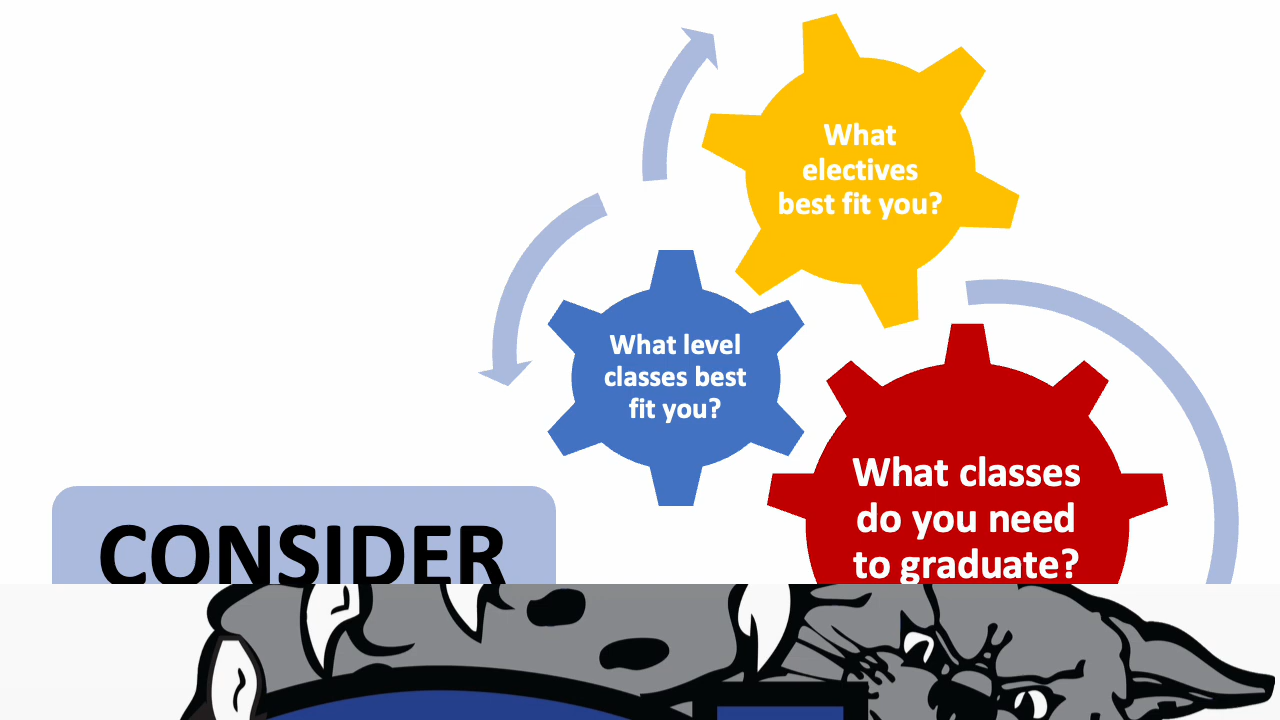 What
electives
best fit you?
What level
classes best
fit you?
What classes
do you need
to graduate?
CONSIDER